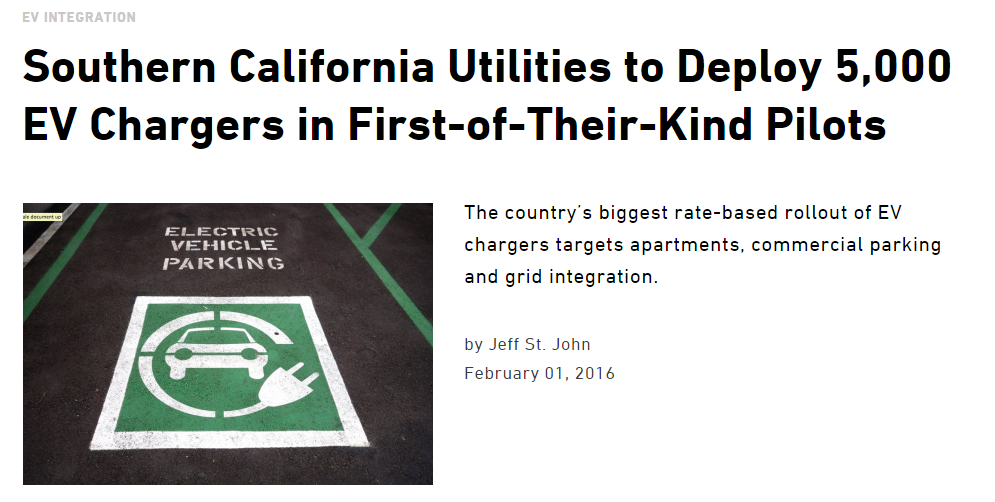 EV INTEGRATION
Southern California Utilities to Deploy 5,000
EV Chargers in First-of-Their-Kind Pilots
ale document up
ELECTRIC
VEHICLE
PARKING
The country's biggest rate-based rollout of EV
chargers targets apartments, commercial parking
and grid integration.
by Jeff St. John
February 01, 2016